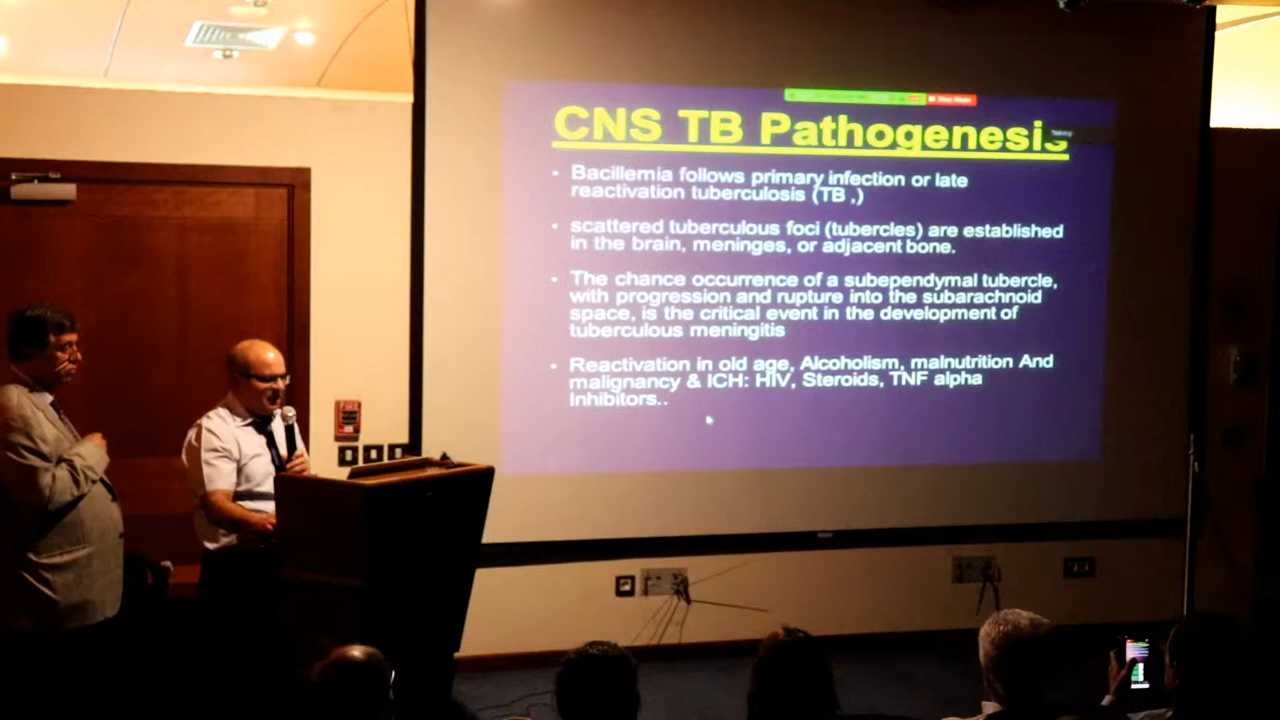 CNS TB Pathogenesis
• Bacillemia follows primary infection or late
reactivation tuberculosis (TB ,)
• scattered tuberculous foci (tubercles) are established
in the brain, meninges, or adjacent bone.
• The chance occurrence of a subependymal tubercle,
with progression and rupture into the subarachnoid
space, is the critical event in the development of
tuberculous meningitis
• Reactivation in old age, Alcoholism, malnutrition And
malignancy & ICH: HIV, Steroids, TNF alpha
Inhibitors..